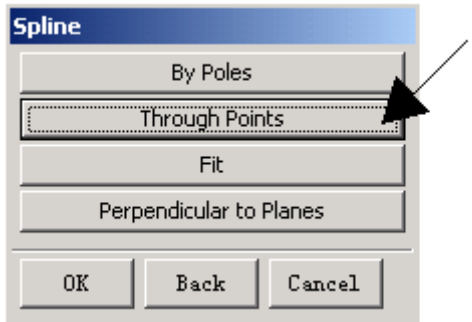 Spline
By Poles
Through Points
Fit
Perpendicular to Planes
OK Back Cancel